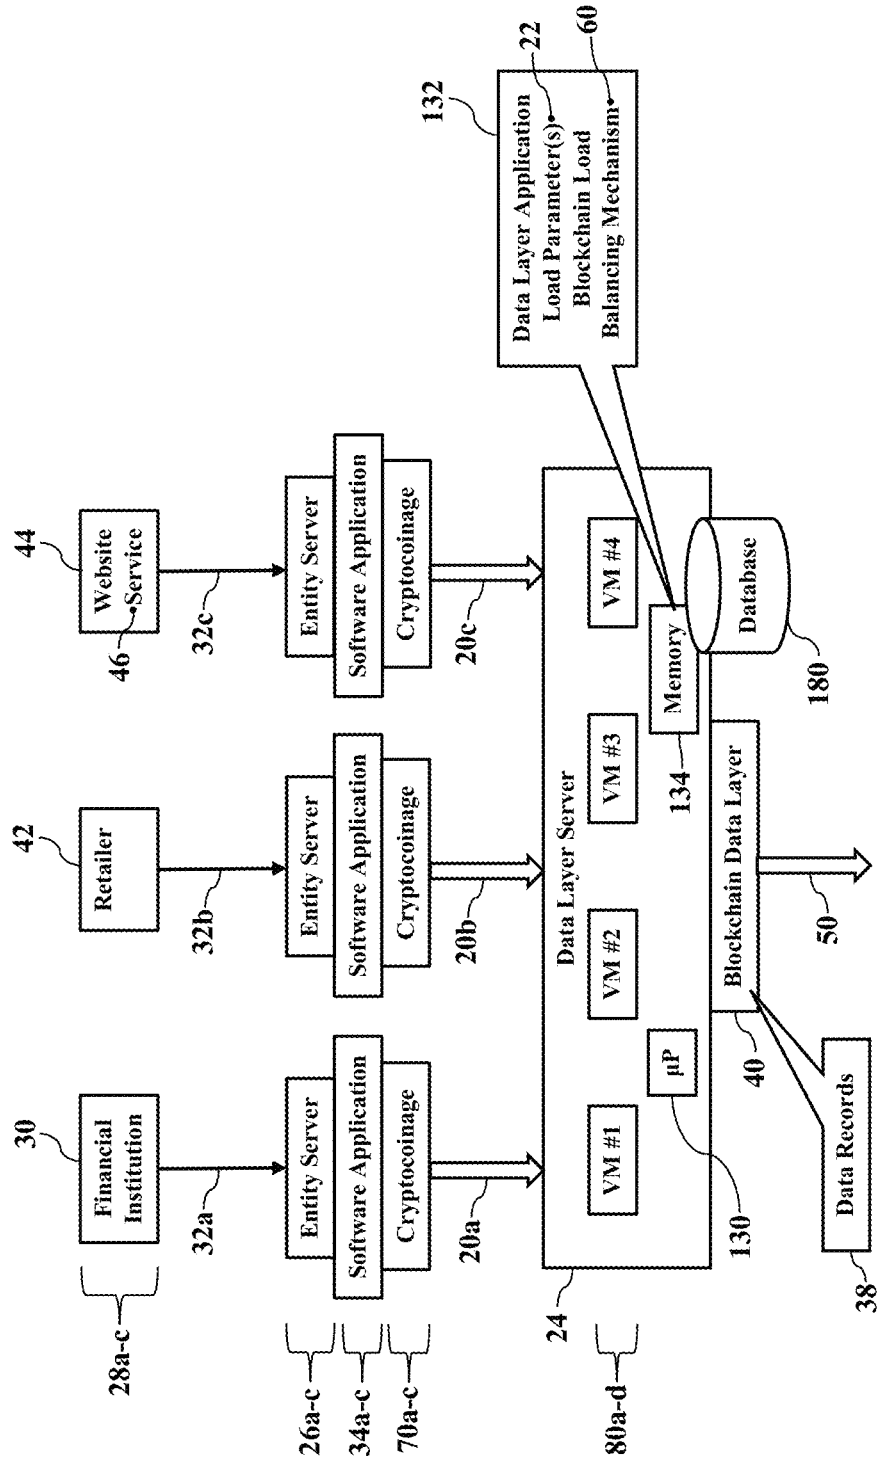 28a-c
30
Financial
Institution
42
Retailer
44
Website
Service
46
32a
32b
32c
26a-c
Entity Server
Entity Server
Entity Server
34a-c
Software Application
Software Application
Software Application
70a-c
Cryptocoinage
Cryptocoinage
Cryptocoinage
20a
20b
20c
132
Data Layer Application
Load Parameter(s)
22
Blockchain Load
Balancing Mechanism
60
24
Data Layer Server
80a-d
VM #1
VM #2
VM #3
VM #4
130
µP
134
Memory
40
Blockchain Data Layer
Database
180
38
Data Records
50